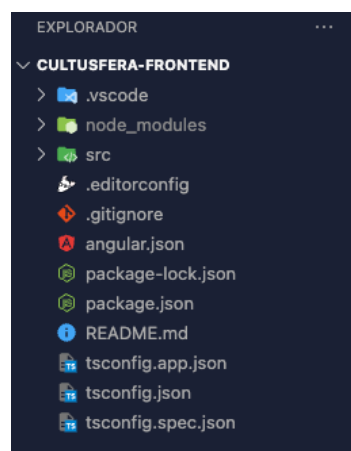 EXPLORADOR
CULTUSFERA-FRONTEND
.vscode
node_modules
src
.editorconfig
.gitignore
angular.json
package-lock.json
package.json
README.md
tsconfig.app.json
tsconfig.json
tsconfig.spec.json